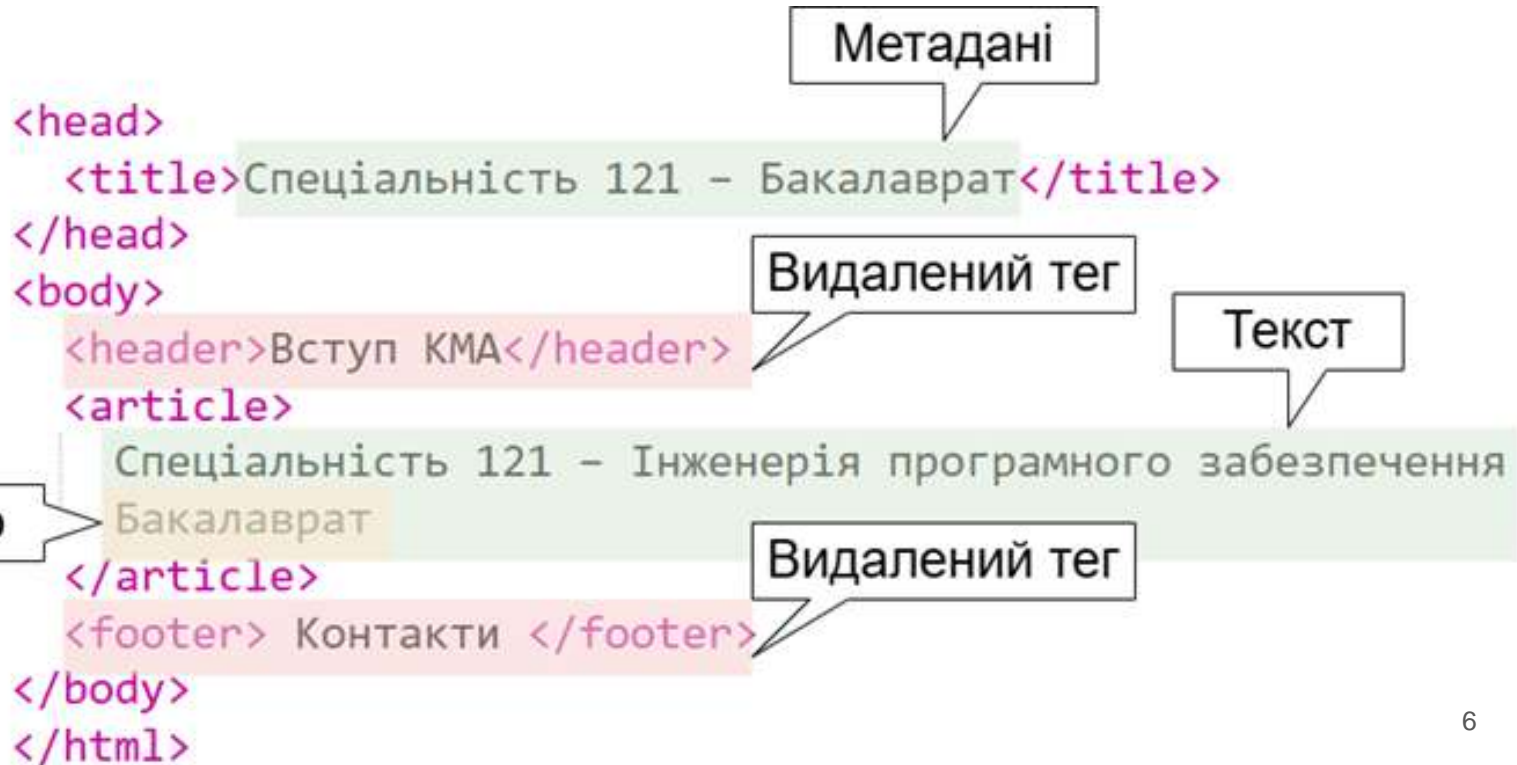 Метадані
<head>
<title>Спеціальність 121 – Бакалаврат</title>
</head>
Видалений тег
<body>
Текст
<header>Вступ КМА</header>
<article>
Спеціальність 121 – Інженерія програмного забезпечення
Бакалаврат
Видалений тег
</article>
<footer> Контакти </footer>
</body>
</html>
6